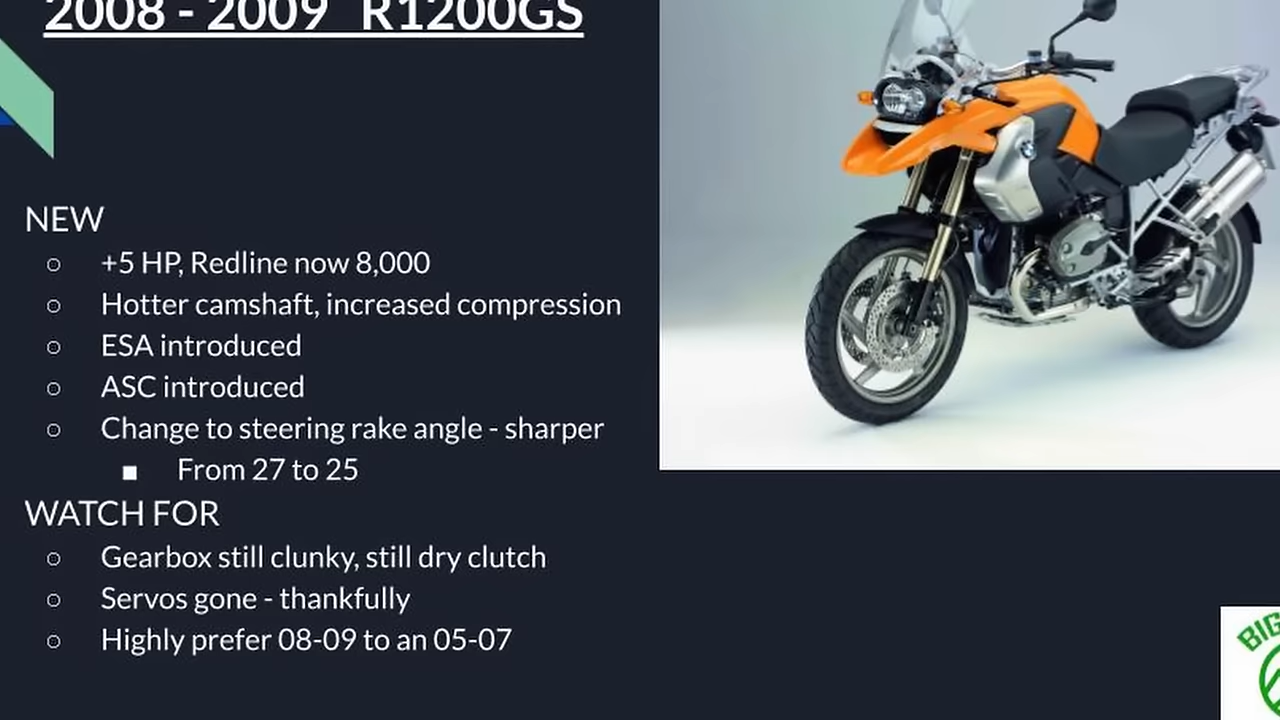 2008 - 2009 R1200GS
NEW
+5 HP, Redline now 8,000
Hotter camshaft, increased compression
ESA introduced
ASC introduced
Change to steering rake angle - sharper
From 27 to 25
WATCH FOR
Gearbox still clunky, still dry clutch
Servos gone - thankfully
Highly prefer 08-09 to an 05-07
BIG